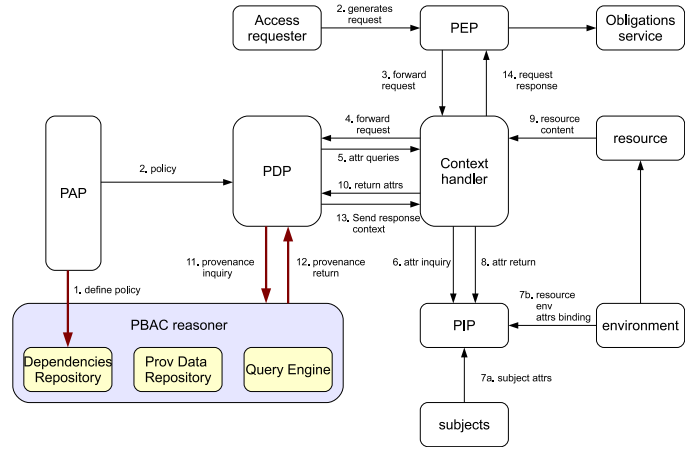 2. generates
request
Access
requester
PEP
Obligations
service
3. forward
request
14. request
response
4. forward
request
9. resource
content
resource
5. attr queries
PAP
2. policy
PDP
Context
handler
10. return attrs
13. Send response
context
11. provenance
inquiry
12. provenance
return
6. attr inquiry
8. attr return
1. define policy
7b. resource
env
attrs binding
PBAC reasoner
PIP
environment
Dependencies
Repository
Prov Data
Repository
Query Engine
7a. subject attrs
subjects